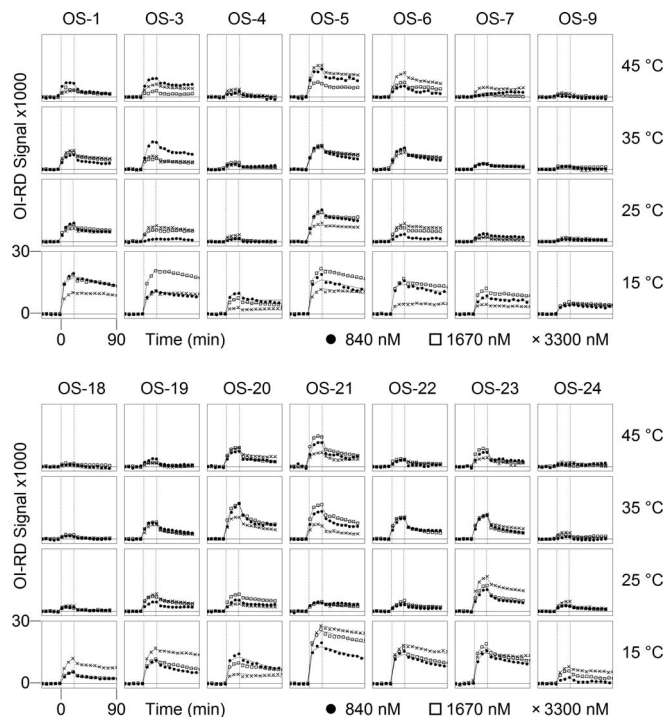 OS-1 OS-3 OS-4 OS-5 OS-6 OS-7 OS-9
OI-RD Signal x1000
45 °C
35 °C
25 °C
30
15 °C
0
0 Time (min) 90 ● 840 nM □ 1670 nM × 3300 nM
OS-18 OS-19 OS-20 OS-21 OS-22 OS-23 OS-24
OI-RD Signal x1000
45 °C
35 °C
25 °C
30
15 °C
0
0 90 Time (min) ● 840 nM □ 1670 nM × 3300 nM